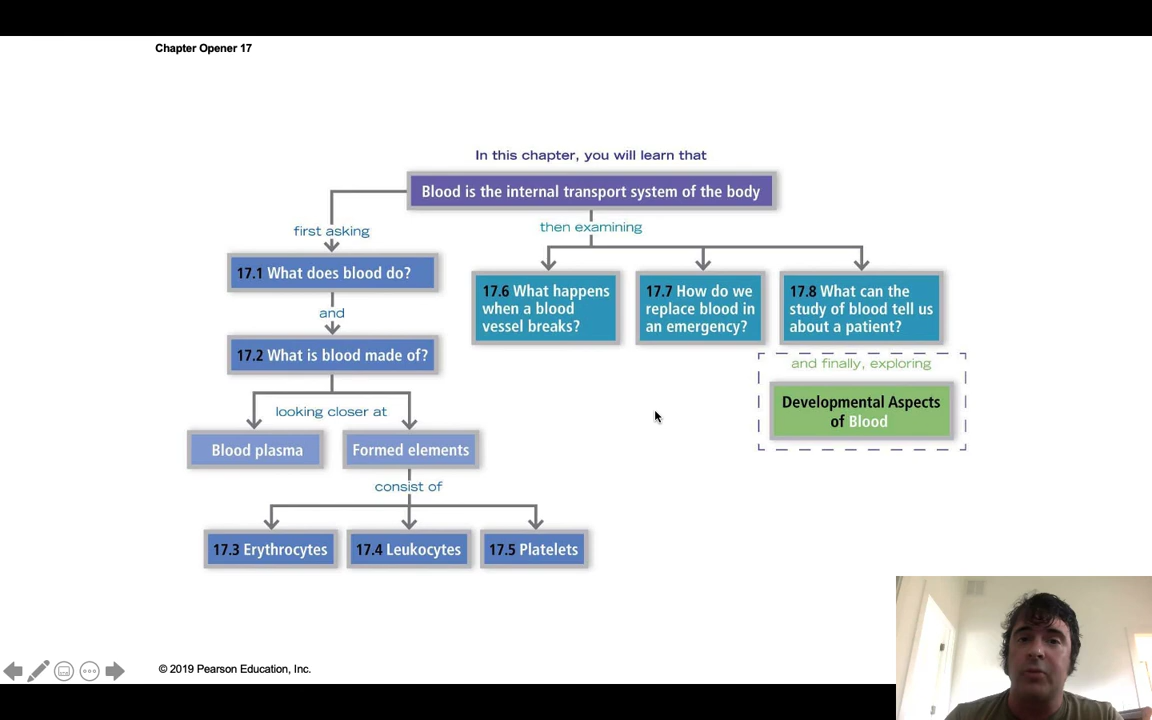 Chapter Opener 17
In this chapter, you will learn that
Blood is the internal transport system of the body
first asking
then examining
17.1 What does blood do?
and
17.2 What is blood made of?
looking closer at
Blood plasma
Formed elements
consist of
17.3 Erythrocytes
17.4 Leukocytes
17.5 Platelets
17.6 What happens
when a blood
vessel breaks?
17.7 How do we
replace blood in
an emergency?
17.8 What can the
study of blood tell us
about a patient?
and finally, exploring
Developmental Aspects
of Blood
© 2019 Pearson Education, Inc.